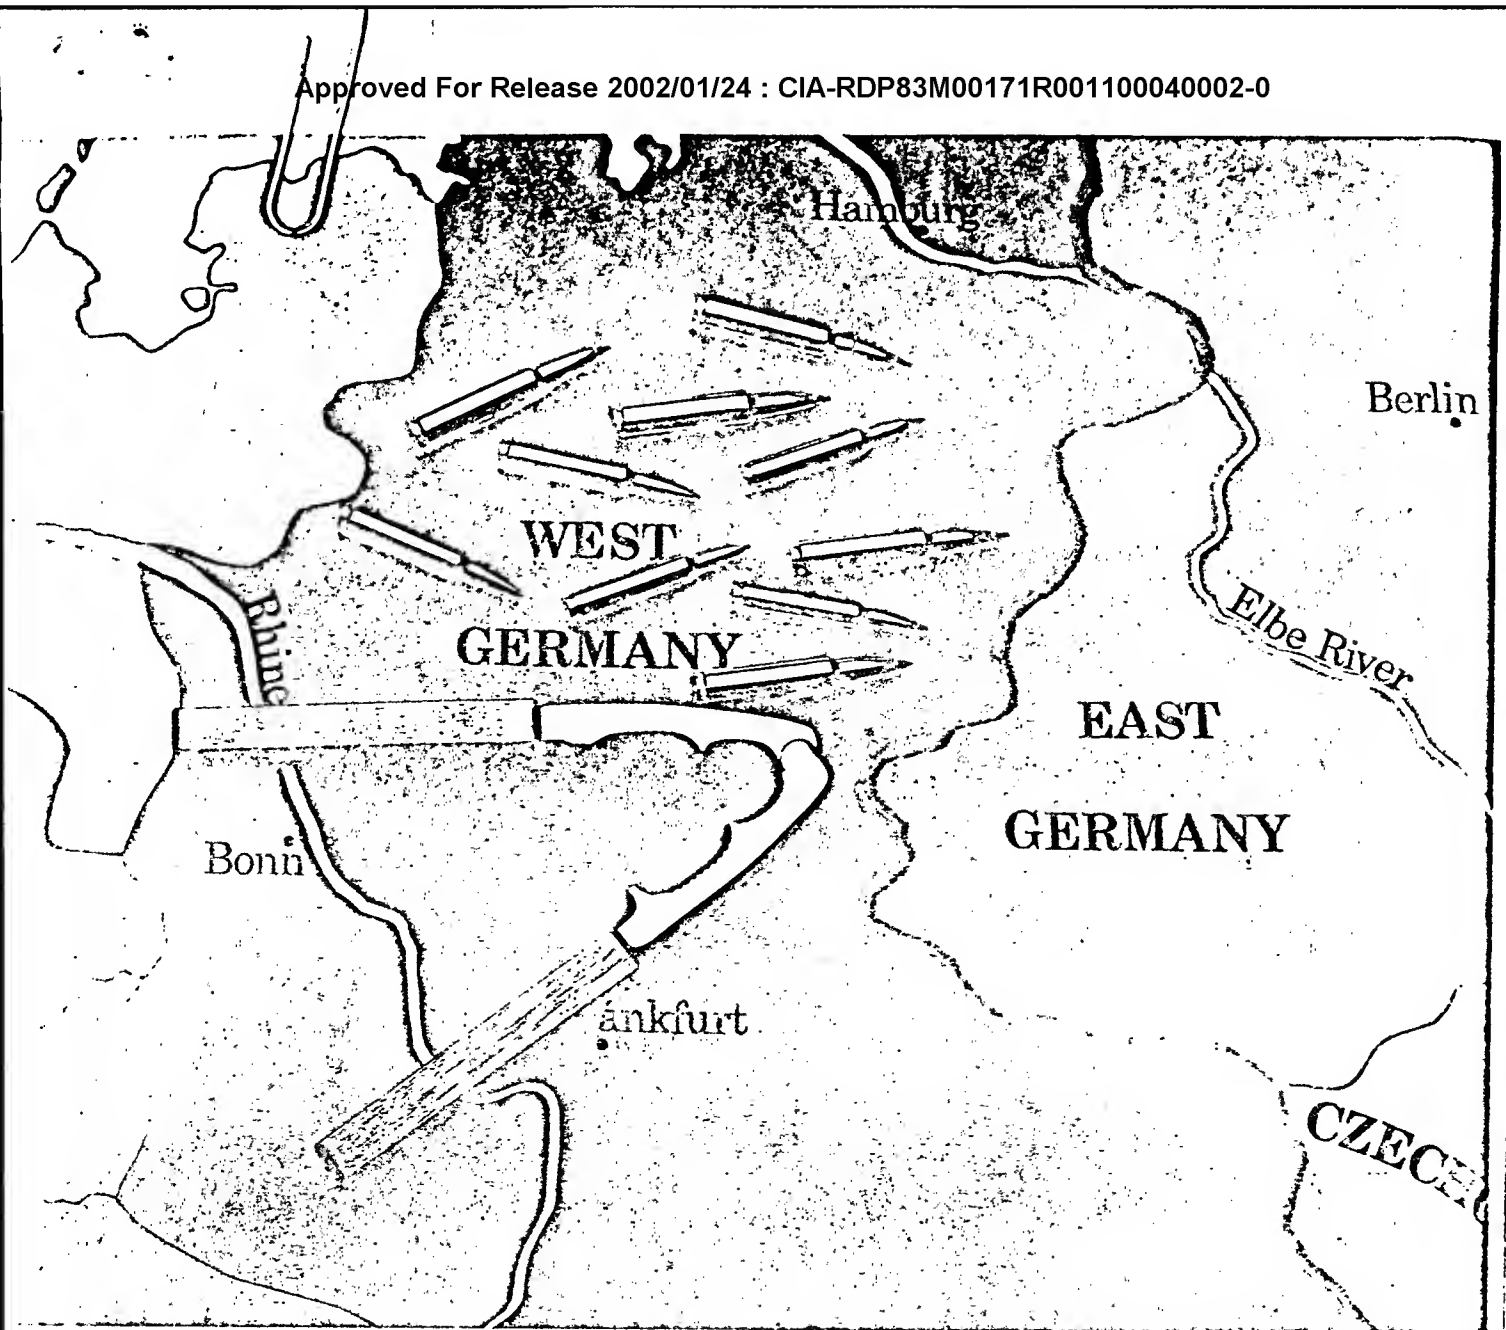 Approved For Release 2002/01/24 : CIA-RDP83M00171R001100040002-0
Hamburg
Berlin
WEST
GERMANY
Rhine
Elbe River
EAST
GERMANY
Bonn
ankfurt
CZECH